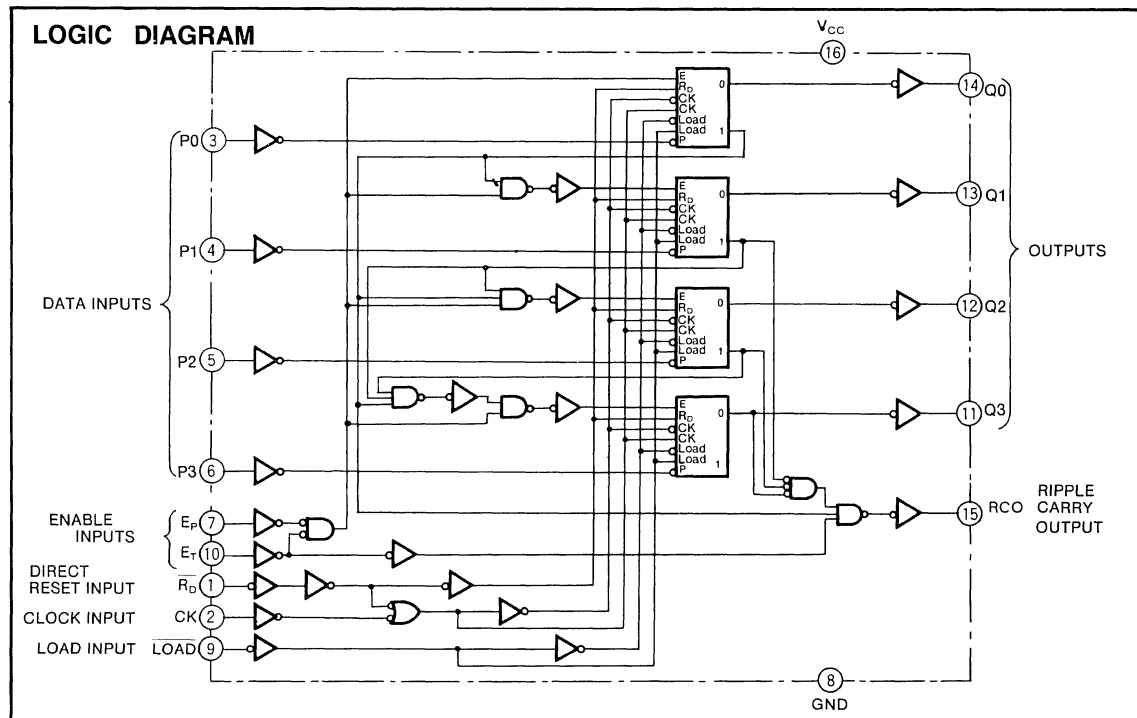 LOGIC DIAGRAM
VCC
16
E
RD
CK
CK
Load
Load
P
0
1
14 Q0
P0 3
E
RD
CK
CK
Load
Load
P
0
1
13 Q1
P1 4
OUTPUTS
DATA INPUTS
E
RD
CK
CK
Load
Load
P
0
1
12 Q2
P2 5
E
RD
CK
CK
Load
Load
P
0
1
11 Q3
P3 6
ENABLE
INPUTS
EP 7
ET 10
15 RCO
RIPPLE
CARRY
OUTPUT
DIRECT
RESET INPUT
RD 1
CLOCK INPUT CK 2
LOAD INPUT LOAD 9
8
GND